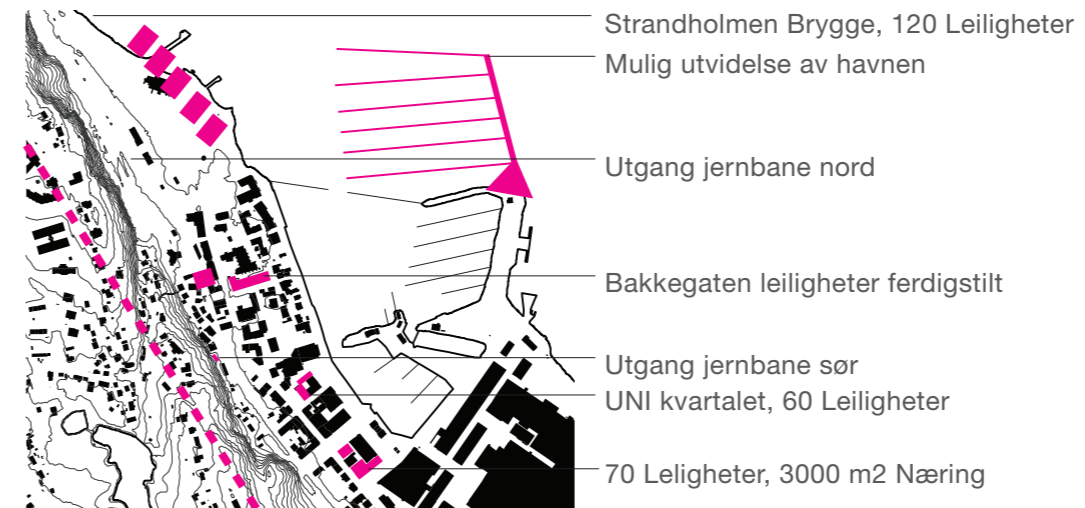 Strandholmen Brygge, 120 Leiligheter
Mulig utvidelse av havnen
Utgang jernbane nord
Bakkegaten leiligheter ferdigstilt
Utgang jernbane sør
UNI kvartalet, 60 Leiligheter
70 Leligheter, 3000 m2 Næring